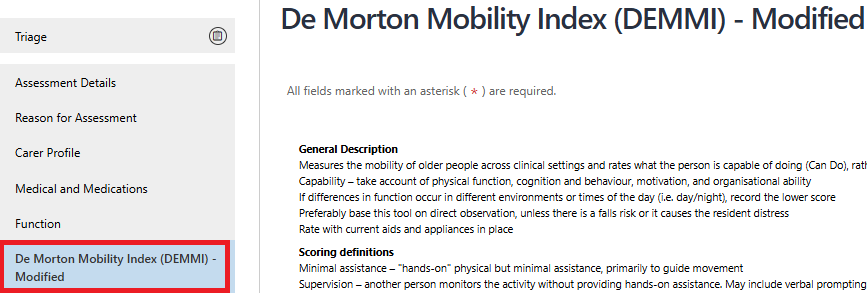 De Morton Mobility Index (DEMMI) - Modified
Triage
All fields marked with an asterisk ( * ) are required.
Assessment Details
Reason for Assessment
Carer Profile
Medical and Medications
Function
De Morton Mobility Index (DEMMI) -
Modified
General Description
Measures the mobility of older people across clinical settings and rates what the person is capable of doing (Can Do),
Capability – take account of physical function, cognition and behaviour, motivation, and organisational ability
If differences in function occur in different environments or times of the day (i.e. day/night), record the lower score
Preferably base this tool on direct observation, unless there is a falls risk or it causes the resident distress
Rate with current aids and appliances in place
Scoring definitions
Minimal assistance – "hands-on" physical but minimal assistance, primarily to guide movement
Supervision – another person monitors the activity without providing hands-on assistance. May include verbal prompting,